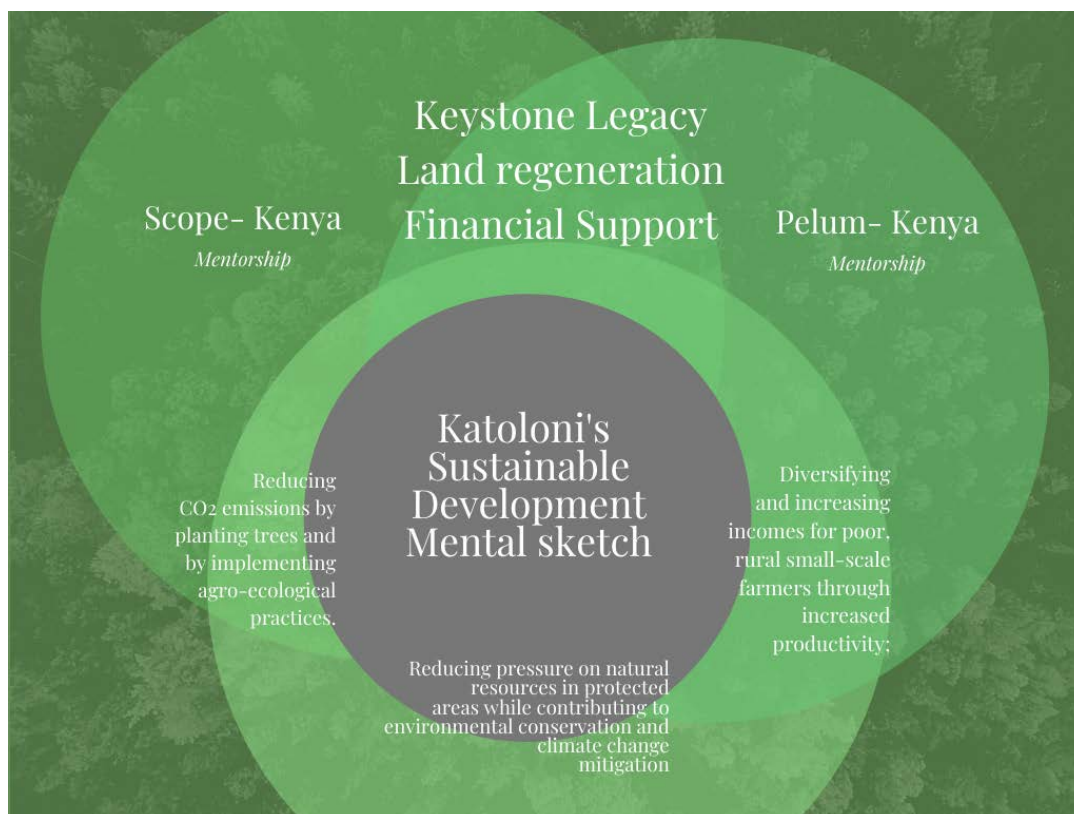 Keystone Legacy
Land regeneration
Financial Support
Scope- Kenya
Mentorship
Pelum- Kenya
Mentorship
Katoloni's
Sustainable
Development
Mental sketch
Reducing
CO2 emissions by
planting trees and
by implementing
agro-ecological
practices.
Diversifying
and increasing
incomes for poor,
rural small-scale
farmers through
increased
productivity;
Reducing pressure on natural
resources in protected
areas while contributing to
environmental conservation and
climate change
mitigation